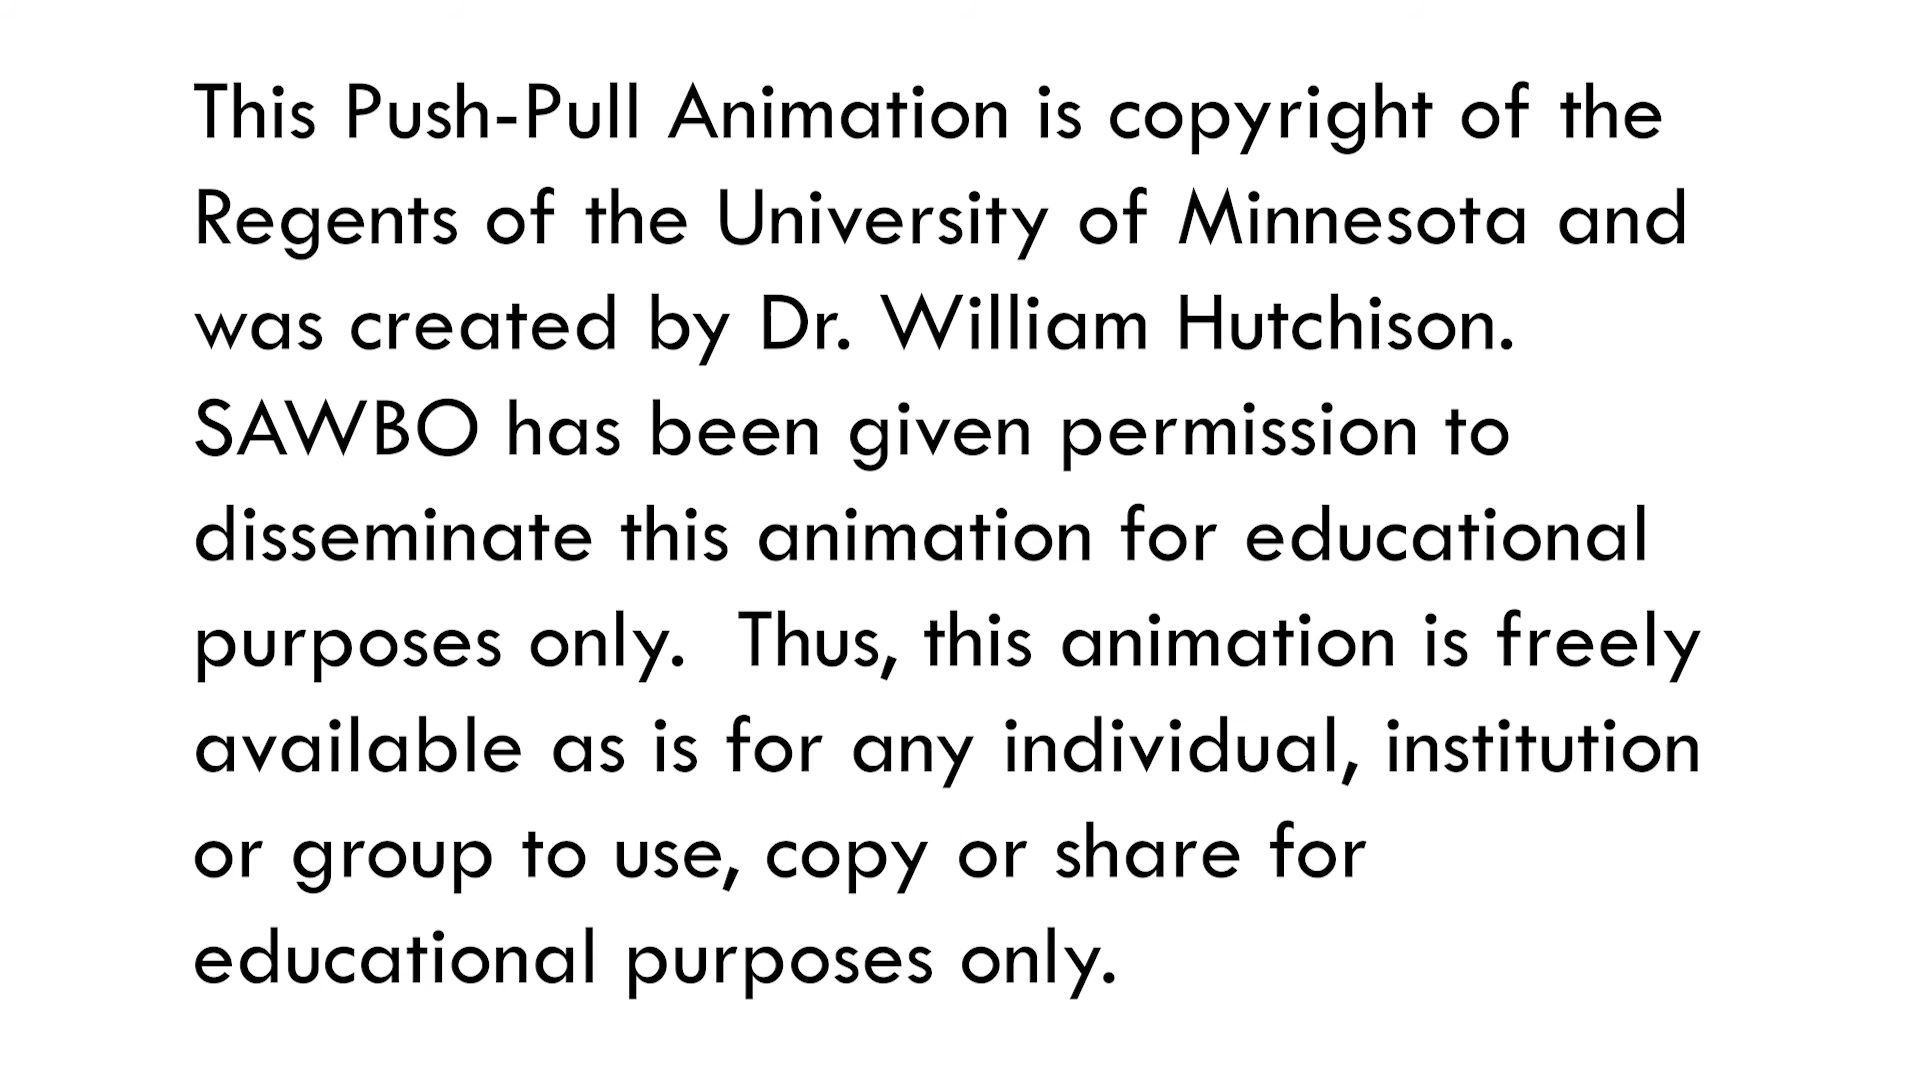 This Push-Pull Animation is copyright of the
Regents of the University of Minnesota and
was created by Dr. William Hutchison.
SAWBO has been given permission to
disseminate this animation for educational
purposes only.  Thus, this animation is freely
available as is for any individual, institution
or group to use, copy or share for
educational purposes only.